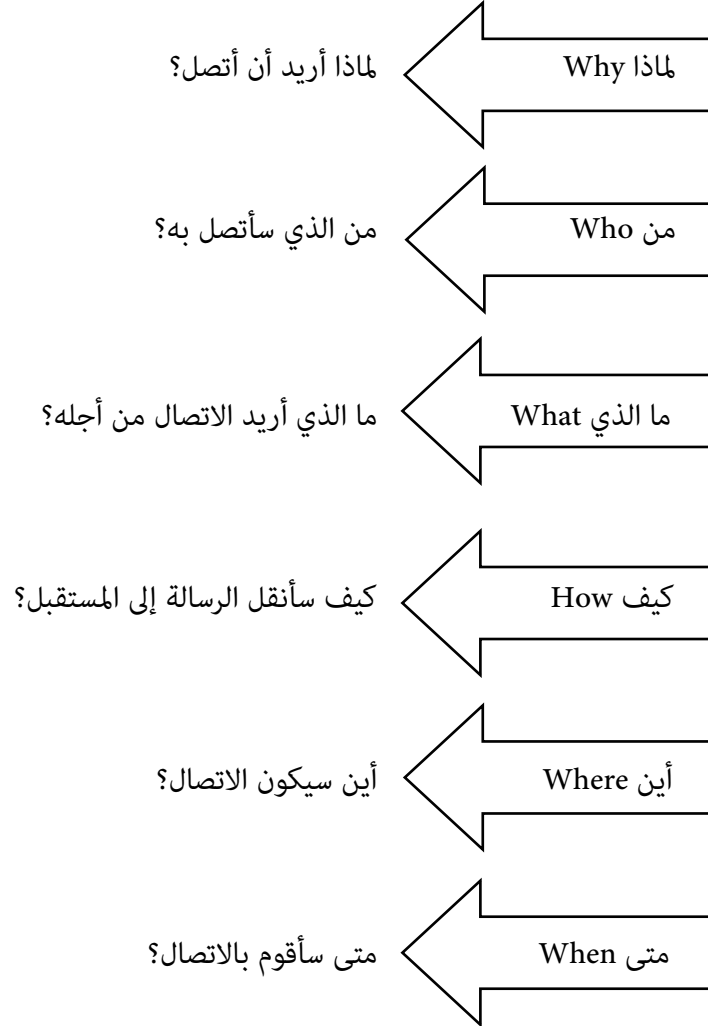 لماذا Why
لماذا أريد أن أتصل؟
من Who
من الذي سأتصل به؟
ما الذي What
ما الذي أريد الاتصال من أجله؟
كيف How
كيف سأنقل الرسالة إلى المستقبل؟
أين Where
أين سيكون الاتصال؟
متى When
متى سأقوم بالاتصال؟